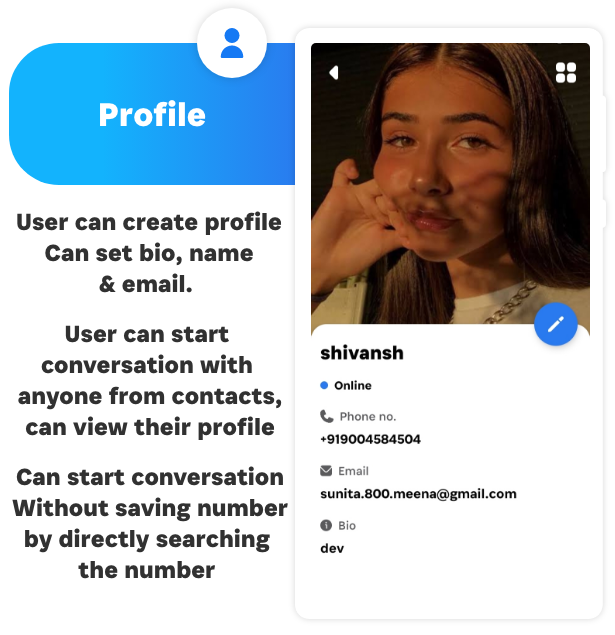 Profile
User can create profile
Can set bio, name
& email.
User can start
conversation with
anyone from contacts,
can view their profile
Can start conversation
Without saving number
by directly searching
the number
shivansh
Online
Phone no.
+919004584504
Email
sunita.800.meena@gmail.com
Bio
dev